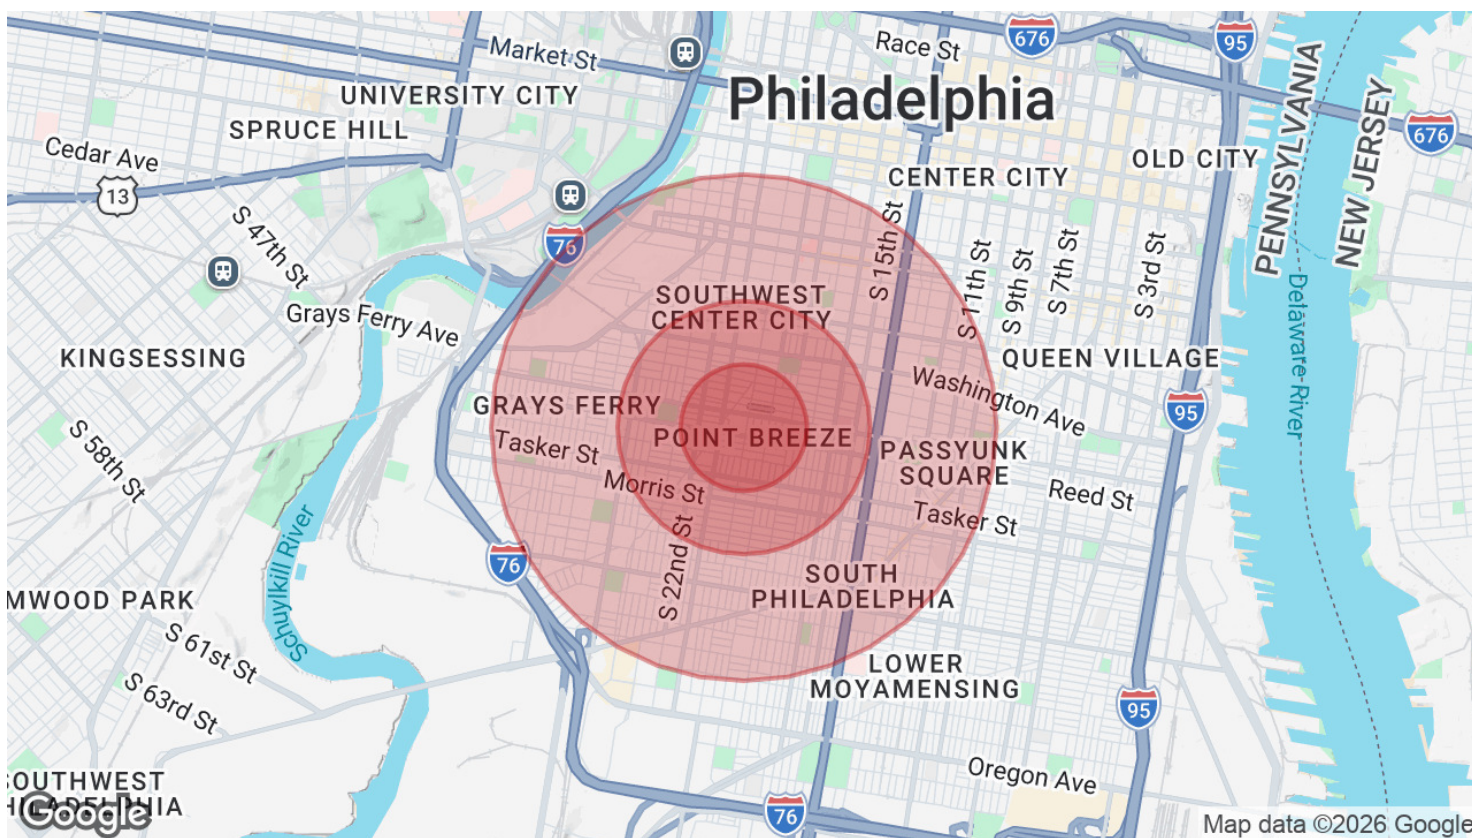 Market St
Race St
676
95
UNIVERSITY CITY
Philadelphia
PENNSYLVANIA
NEW JERSEY
SPRUCE HILL
676
Cedar Ave
OLD CITY
CENTER CITY
13
S 47th St
76
S 15th St
S 11th St
S 9th St
S 7th St
S 3rd St
SOUTHWEST
CENTER CITY
Grays Ferry Ave
Delaware River
KINGSESSING
QUEEN VILLAGE
Washington Ave
GRAYS FERRY
95
POINT BREEZE
Tasker St
PASSYUNK
SQUARE
S 58th St
Morris St
Reed St
Tasker St
Schuylkill River
S 22nd St
76
SOUTH
PHILADELPHIA
MWOOD PARK
S 61st St
LOWER
MOYAMENSING
S 63rd St
95
Oregon Ave
SOUTHWEST
PHILADELPHIA
Google
76
Map data ©2026 Google